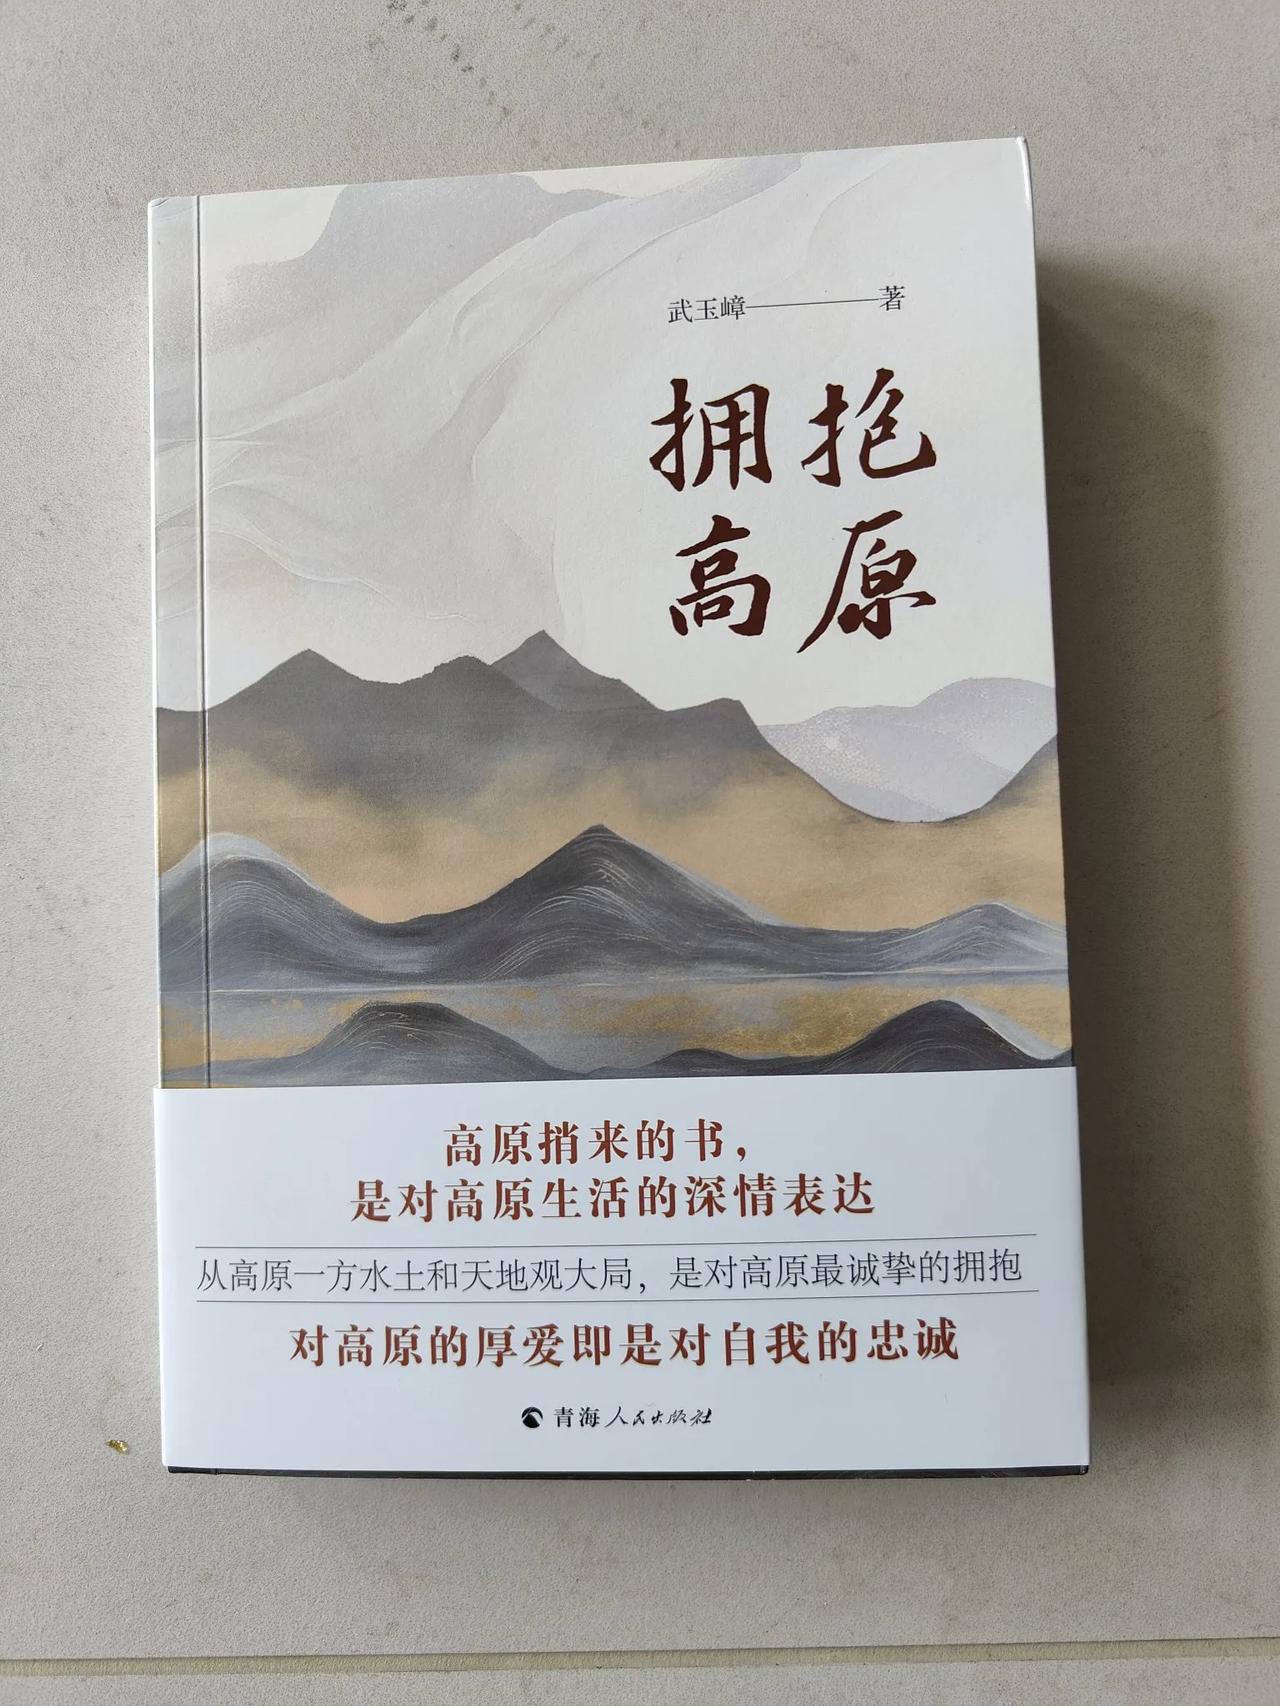 武玉嶂————著
拥抱
高原
高原捎来的书，
是对高原生活的深情表达
从高原一方水土和天地观大局，是对高原最诚挚的拥抱
对高原的厚爱即是对自我的忠诚
青海人民出版社